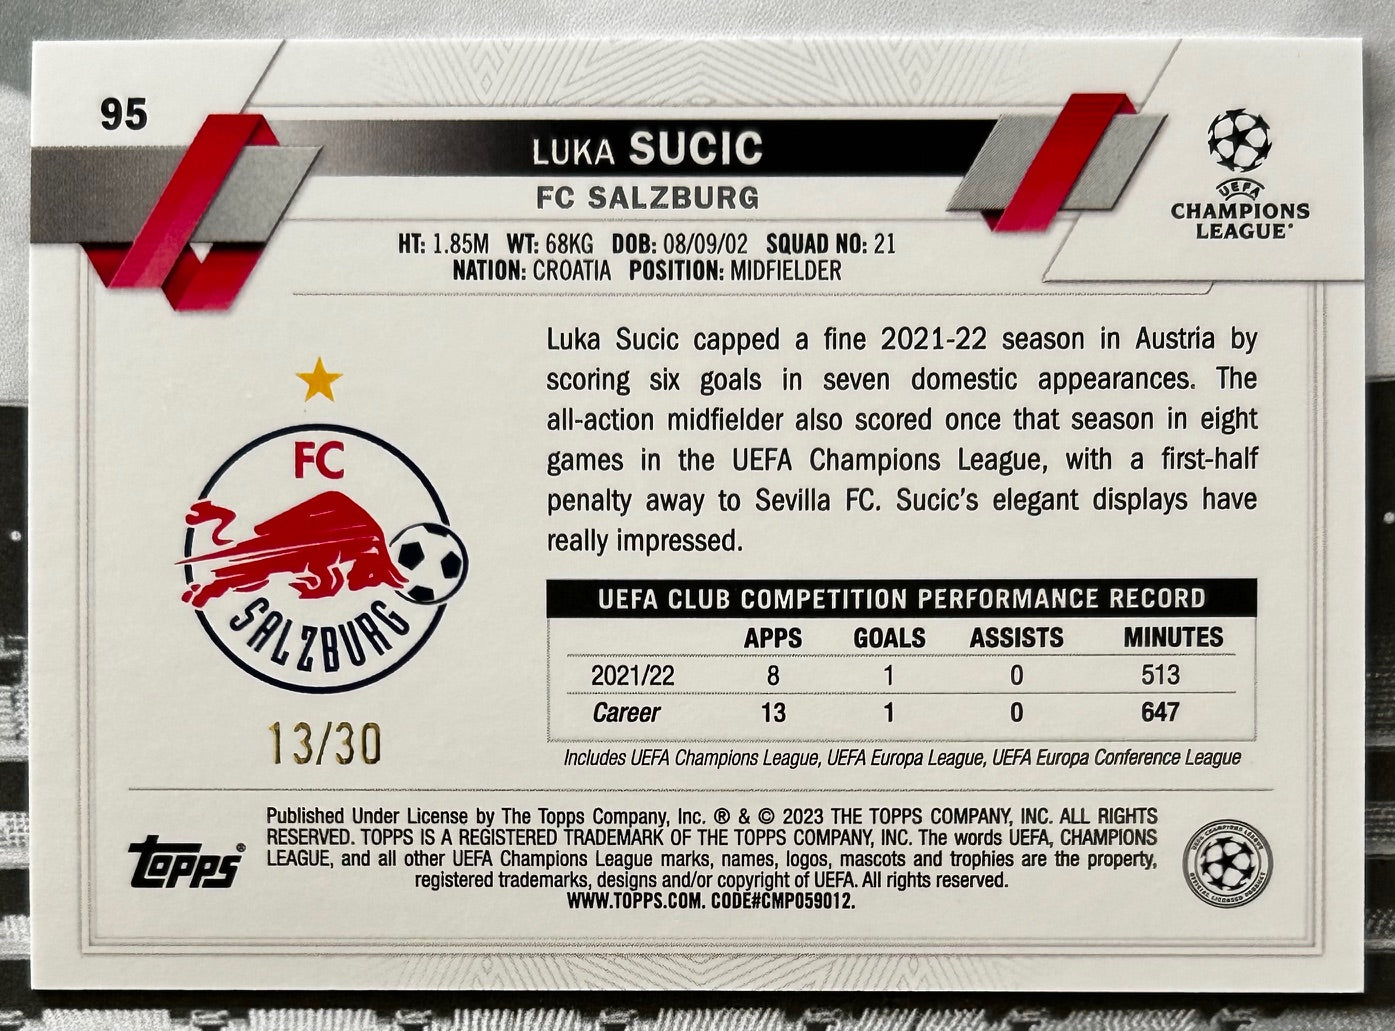 95
LUKA SUCIC
FC SALZBURG
UEFA
CHAMPIONS
LEAGUE®
HT: 1.85M WT: 68KG DOB: 08/09/02 SQUAD NO: 21
NATION: CROATIA POSITION: MIDFIELDER
Luka Sucic capped a fine 2021-22 season in Austria by
scoring six goals in seven domestic appearances. The
all-action midfielder also scored once that season in eight
games in the UEFA Champions League, with a first-half
penalty away to Sevilla FC. Sucic's elegant displays have
really impressed.
FC
SALZBURG
13/30
UEFA CLUB COMPETITION PERFORMANCE RECORD
APPS GOALS ASSISTS MINUTES
2021/22 8 1 0 513
Career 13 1 0 647
Includes UEFA Champions League, UEFA Europa League, UEFA Europa Conference League
Published Under License by The Topps Company, Inc. ® & © 2023 THE TOPPS COMPANY, INC. ALL RIGHTS
RESERVED. TOPPS IS A REGISTERED TRADEMARK OF THE TOPPS COMPANY, INC. The words UEFA, CHAMPIONS
LEAGUE, and all other UEFA Champions League marks, names, logos, mascots and trophies are the property,
registered trademarks, designs and/or copyright of UEFA. All rights reserved.
WWW.TOPPS.COM. CODE#CMP059012.
Topps®
UEFA CHAMPIONS LEAGUE
OFFICIAL LICENSED PRODUCT